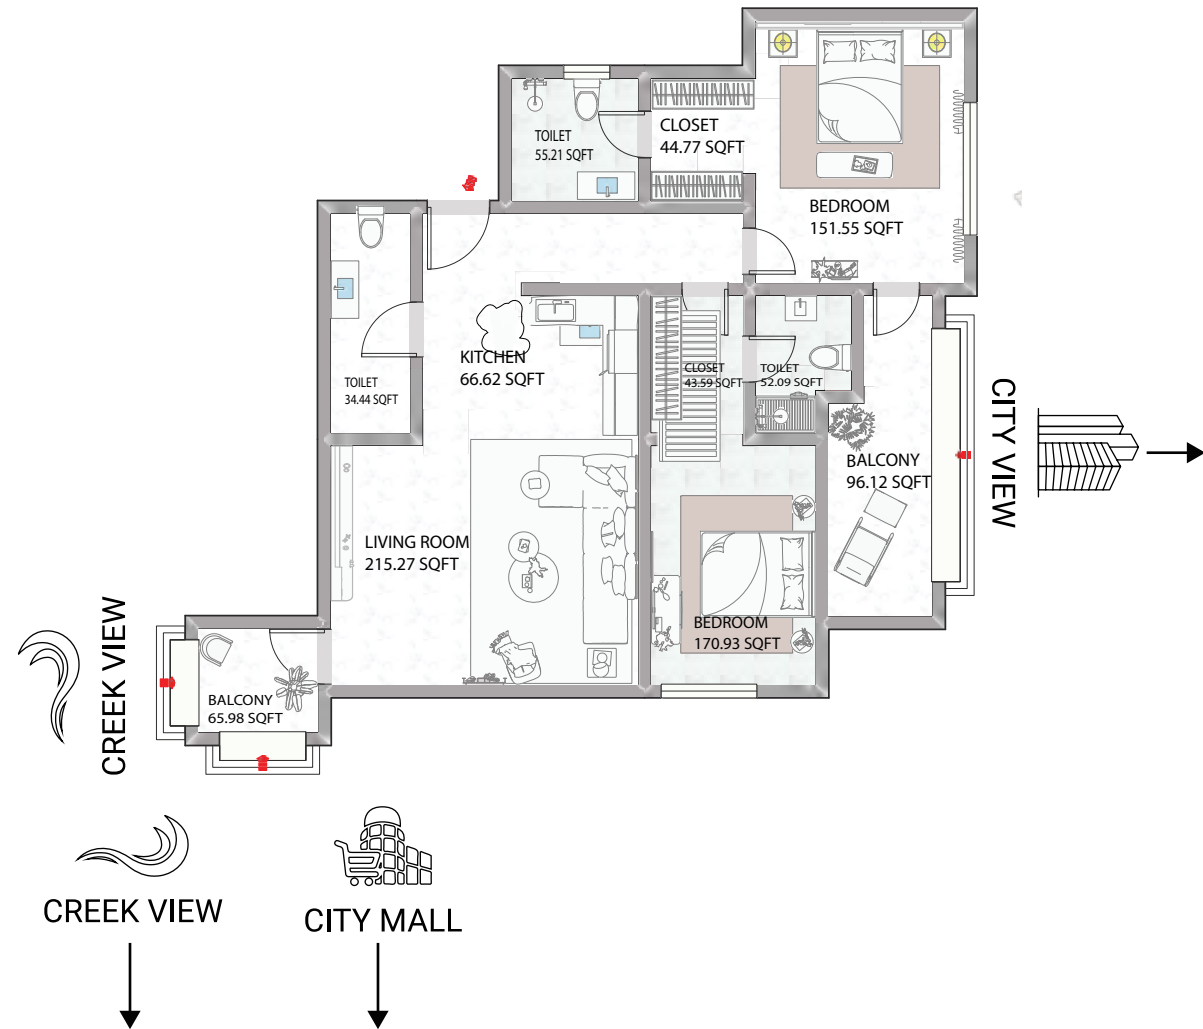 TOILET
55.21 SQFT
CLOSET
44.77 SQFT
BEDROOM
151.55 SQFT
KITCHEN
66.62 SQFT
TOILET
34.44 SQFT
CLOSET
43.59 SQFT
TOILET
52.09 SQFT
BALCONY
96.12 SQFT
CITY VIEW
LIVING ROOM
215.27 SQFT
BEDROOM
170.93 SQFT
BALCONY
65.98 SQFT
CREEK VIEW
CREEK VIEW
CITY MALL